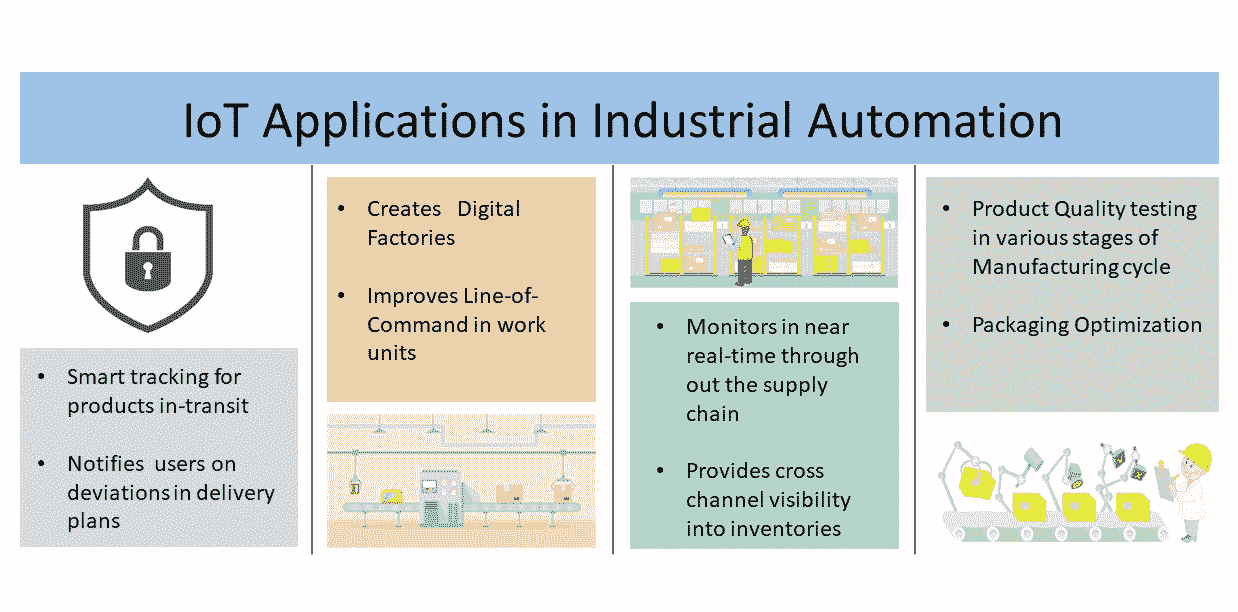 IoT Applications in Industrial Automation
• Smart tracking for
products in-transit
• Notifies users on
deviations in delivery
plans
• Creates Digital
Factories
• Improves Line-of-
Command in work
units
• Monitors in near
real-time through
out the supply
chain
• Provides cross
channel visibility
into inventories
• Product Quality testing
in various stages of
Manufacturing cycle
• Packaging Optimization